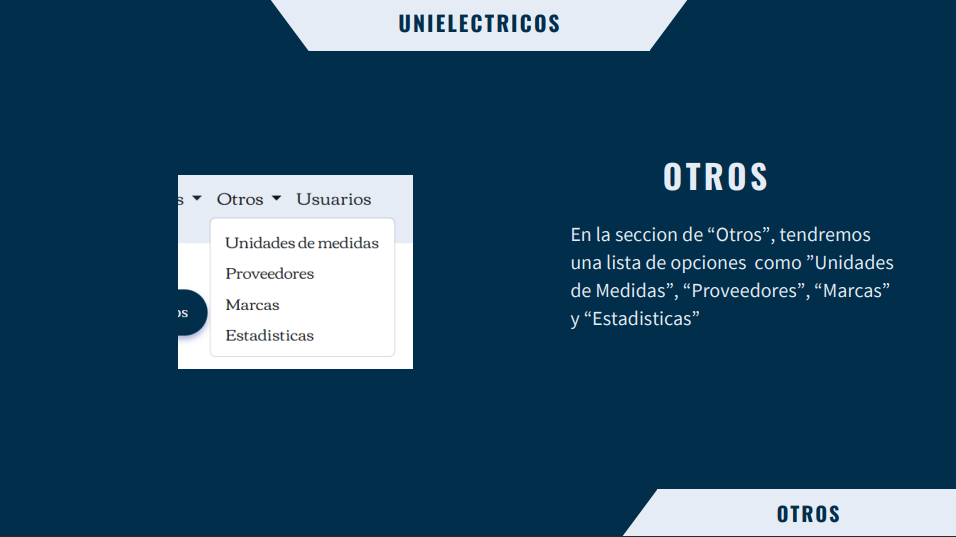 UNIELECTRICOS
s Otros Usuarios
Unidades de medidas
Proveedores
Marcas
Estadisticas
os
OTROS
En la seccion de “Otros”, tendremos
una lista de opciones como ”Unidades
de Medidas”, “Proveedores”, “Marcas”
y “Estadisticas”
OTROS